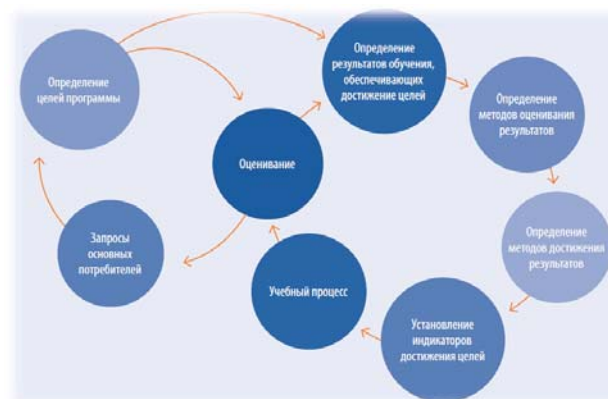 Определение
целей программы
Определение
результатов обучения,
обеспечивающих
достижение целей
Определение
методов оценивания
результатов
Определение
методов достижения
результатов
Установление
индикаторов
достижения целей
Учебный процесс
Оценивание
Запросы
основных
потребителей